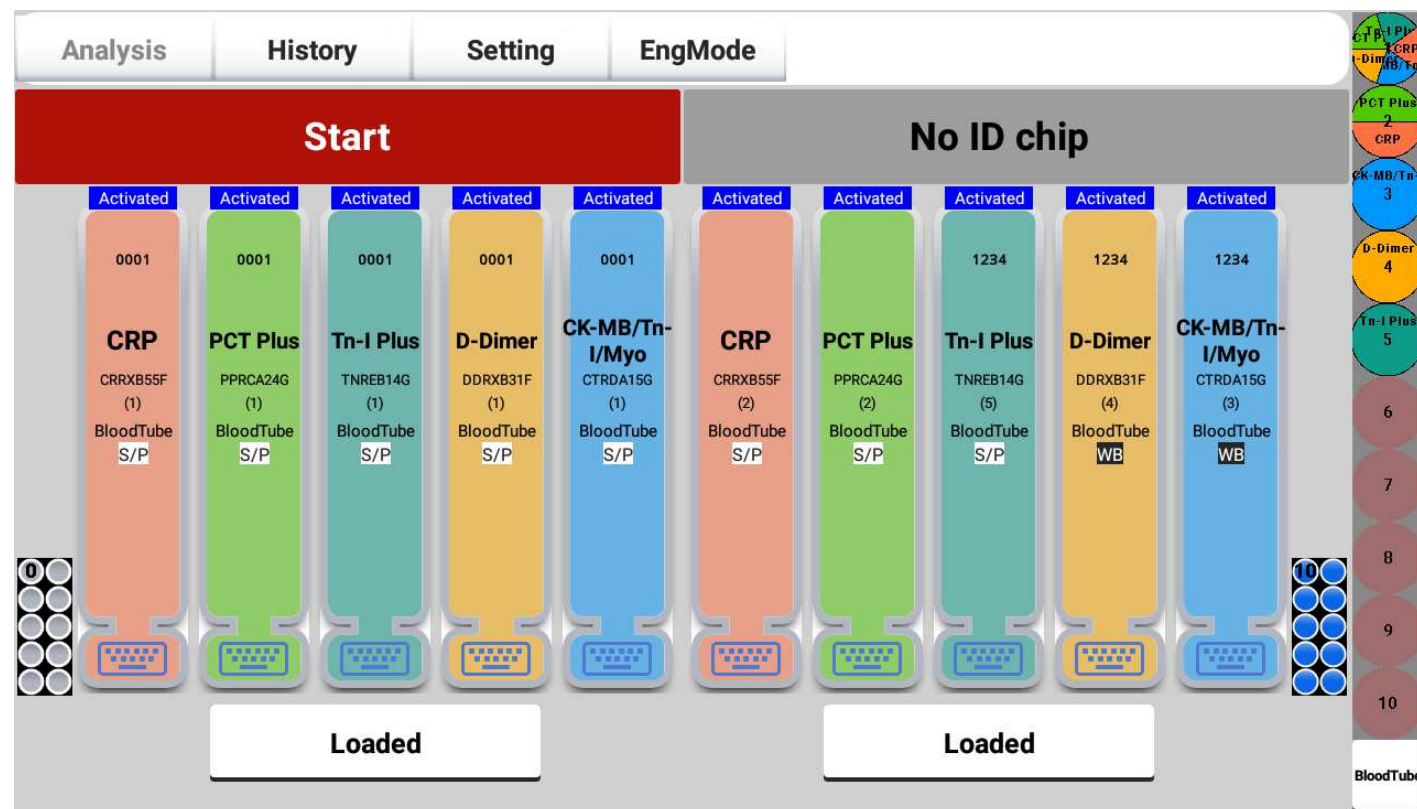 Analysis
History
Setting
EngMode
Start
No ID chip
Activated
0001
CRP
CRRXB55F
(1)
BloodTube
S/P
Activated
0001
PCT Plus
PPRCA24G
(1)
BloodTube
S/P
Activated
0001
Tn-I Plus
TNREB14G
(1)
BloodTube
S/P
Activated
0001
D-Dimer
DDRXB31F
(1)
BloodTube
S/P
Activated
0001
CK-MB/Tn-
I/Myo
CTRDA15G
(1)
BloodTube
S/P
Activated
CRP
CRRXB55F
(2)
BloodTube
S/P
Activated
PCT Plus
PPRCA24G
(2)
BloodTube
S/P
Activated
1234
Tn-I Plus
TNREB14G
(5)
BloodTube
S/P
Activated
1234
D-Dimer
DDRXB31F
(4)
BloodTube
WB
Activated
1234
CK-MB/Tn-
I/Myo
CTRDA15G
(3)
BloodTube
WB
0
10
Loaded
Loaded
CRP
PCT Plus
2
CRP
CK-MB/Tn-
3
D-Dimer
4
Tn-I Plus
5
6
7
8
9
10
BloodTube